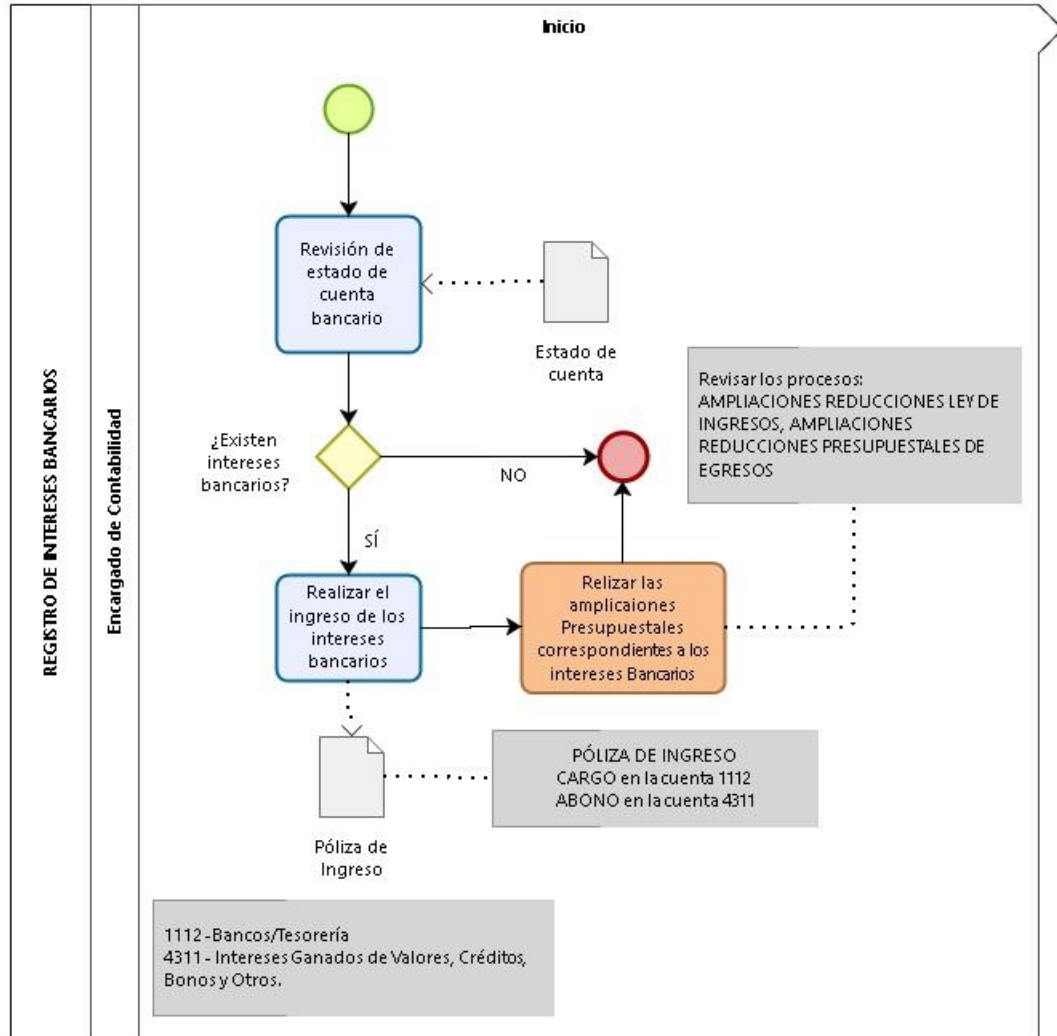 Inicio
REGISTRO DE INTERESES BANCARIOS
Encargado de Contabilidad
Revisión de
estado de
cuenta
bancario
Estado de
cuenta
Revisar los procesos:
AMPLIACIONES REDUCCIONES LEY DE
INGRESOS, AMPLIACIONES
REDUCCIONES PRESUPUESTALES DE
EGRESOS
¿Existen
intereses
bancarios?
NO
SÍ
Realizar el
ingreso de los
intereses
bancarios
Relizar las
amplicaiones
Presupuestales
correspondientes a los
intereses Bancarios
PÓLIZA DE INGRESO
CARGO en la cuenta 1112
ABONO en la cuenta 4311
Póliza de
Ingreso
1112 -Bancos/Tesorería
4311 - Intereses Ganados de Valores, Créditos,
Bonos y Otros.